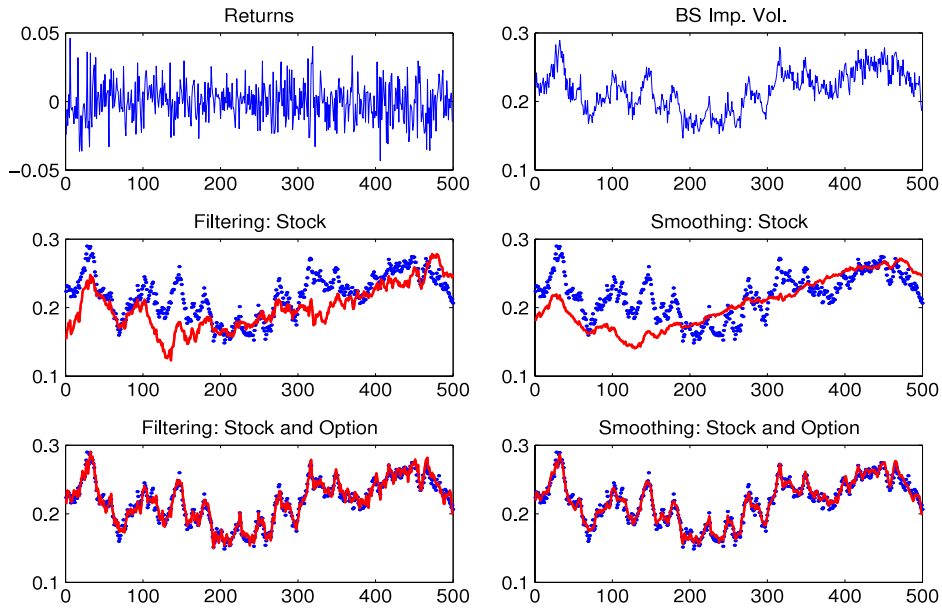 Returns
BS Imp. Vol.
0.05
0
−0.05
0 100 200 300 400 500
0.3
0.2
0.1
0 100 200 300 400 500
Filtering: Stock
Smoothing: Stock
0.3
0.2
0.1
0 100 200 300 400 500
0.3
0.2
0.1
0 100 200 300 400 500
Filtering: Stock and Option
Smoothing: Stock and Option
0.3
0.2
0.1
0 100 200 300 400 500
0.3
0.2
0.1
0 100 200 300 400 500